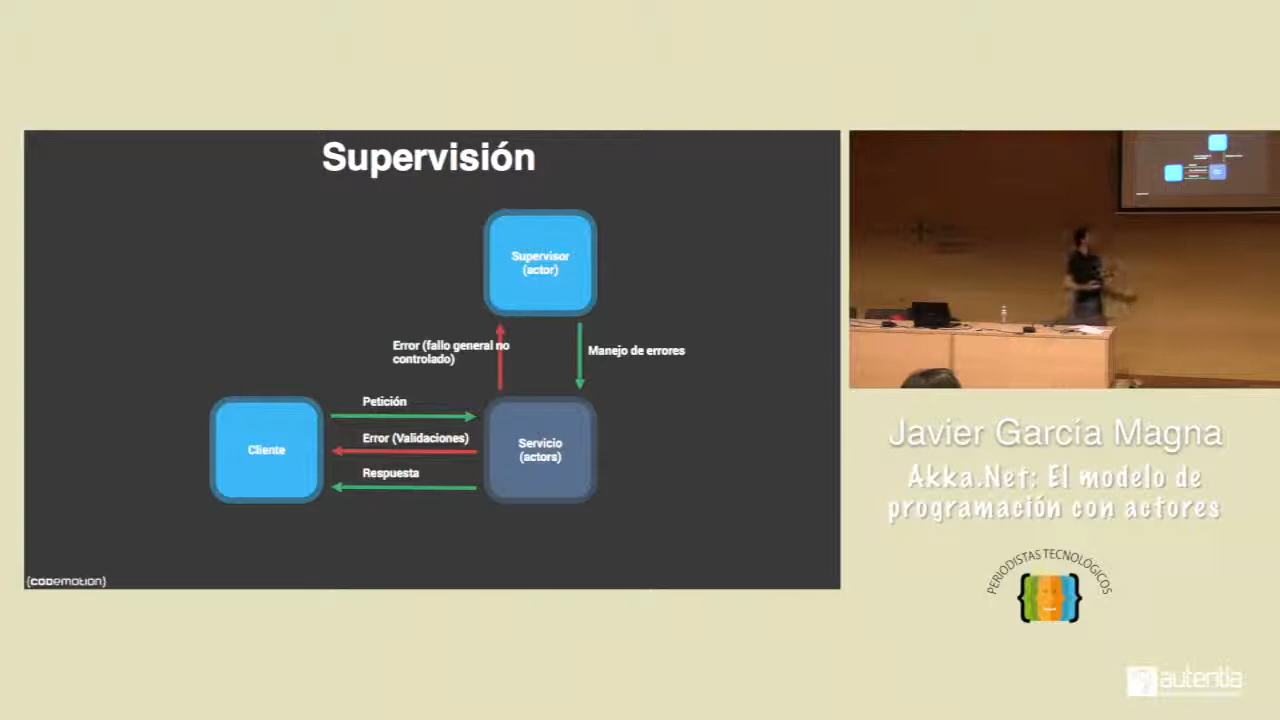 Supervisión
Supervisor
(actor)
Error (fallo general no
controlado)
Manejo de errores
Petición
Error (Validaciones)
Respuesta
Cliente
Servicio
(actors)
{codemotion}
Javier García Magna
Akka.Net: El modelo de
programación con actores
PERIODISTAS TECNOLÓGICOS
autentia